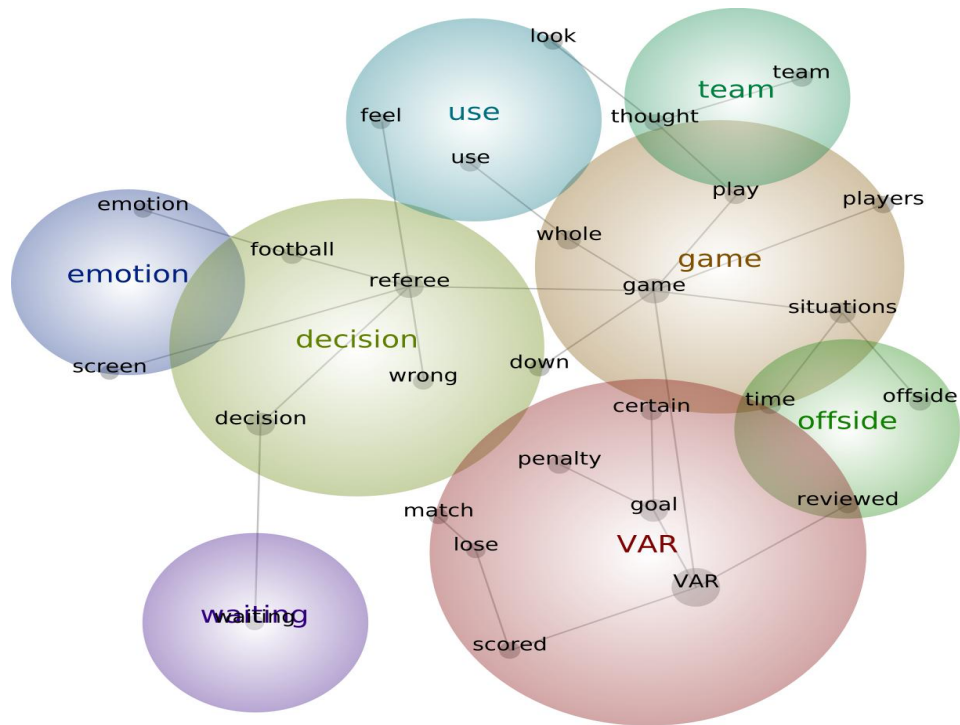 look
team
team
feel
use
thought
use
play
players
emotion
whole
football
game
emotion
referee
game
situations
decision
screen
wrong
down
time
offside
certain
decision
offside
penalty
reviewed
match
goal
lose
VAR
VAR
waiting
waiting
scored